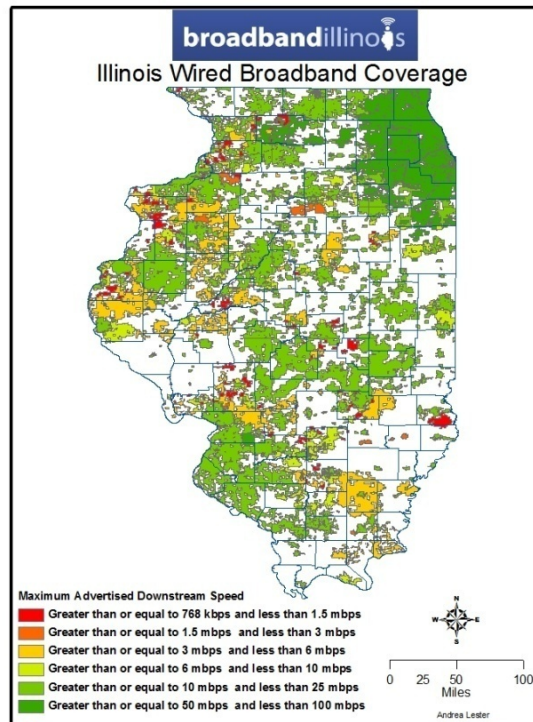 broadbandillinois
Illinois Wired Broadband Coverage
Maximum Advertised Downstream Speed
Greater than or equal to 768 kbps and less than 1.5 mbps
Greater than or equal to 1.5 mbps and less than 3 mbps
Greater than or equal to 3 mbps and less than 6 mbps
Greater than or equal to 6 mbps and less than 10 mbps
Greater than or equal to 10 mbps and less than 25 mbps
Greater than or equal to 50 mbps and less than 100 mbps
N
W E
S
0 25 50 100
Miles
Andrea Lester